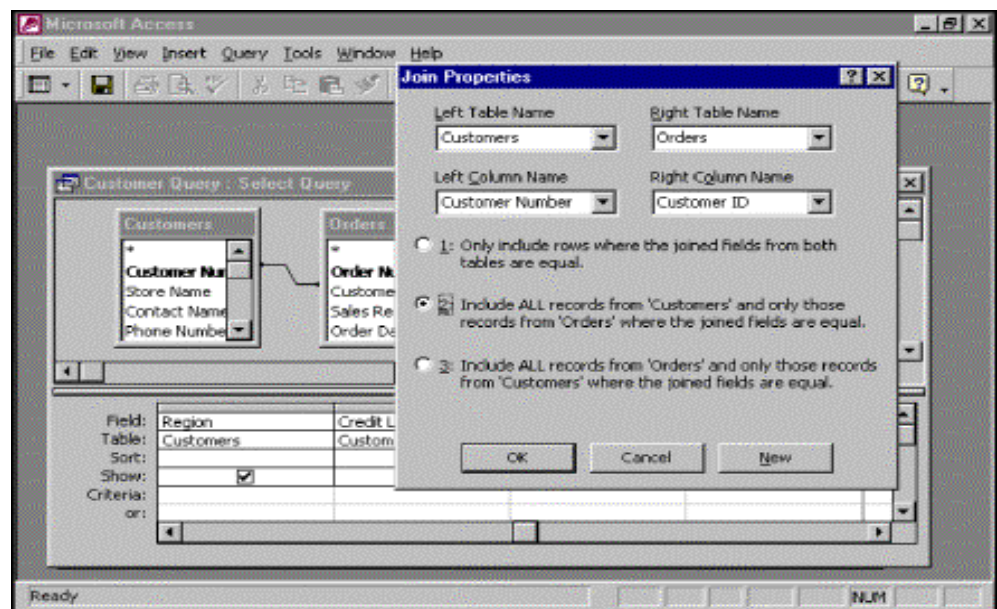 Microsoft Access
File Edit View Insert Query Tools Window Help
Join Properties
Left Table Name Right Table Name
Customers Orders
Left Column Name Right Column Name
Customer Number Customer ID
1: Only include rows where the joined fields from both
tables are equal.
2: Include ALL records from 'Customers' and only those
records from 'Orders' where the joined fields are equal.
3: Include ALL records from 'Orders' and only those records
from 'Customers' where the joined fields are equal.
OK Cancel New
Customer Query : Select Query
Customers Orders
* *
Customer Nur Order Nu
Store Name Custome
Contact Name Sales Re
Phone Numbe Order Da
Field: Region Credit L
Table: Customers Custom
Sort:
Show:
Criteria:
or:
Ready NUM